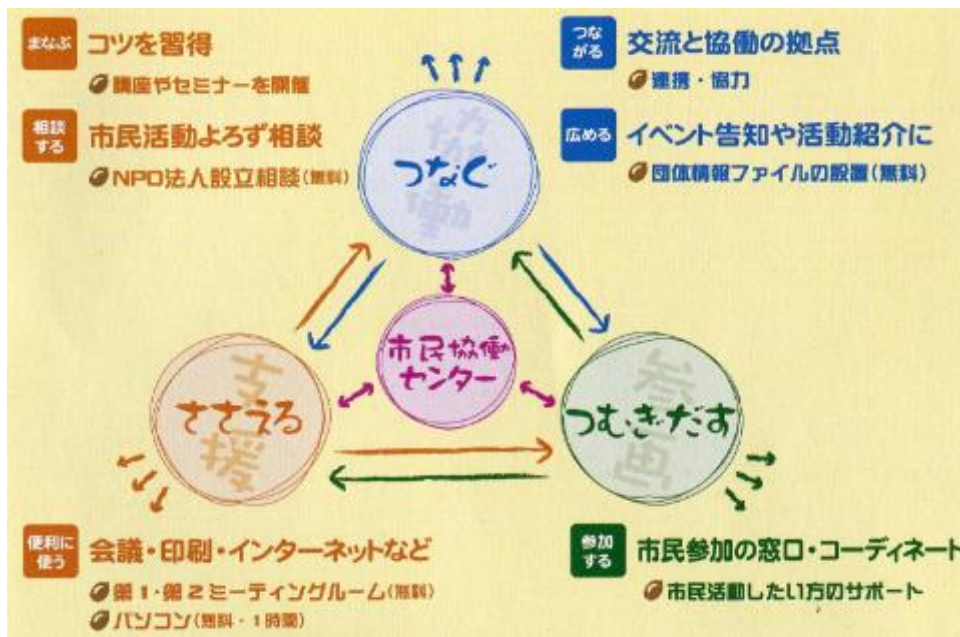 まなぶ コツを習得
講座やセミナーを開催
相談する 市民活動よろず相談
NPO法人設立相談(無料)
つながる 交流と協働の拠点
連携・協力
広める イベント告知や活動紹介に
団体情報ファイルの設置(無料)
つなぐ
協働
市民協働
センター
支援
ささえる
参画
つむぎだす
便利に使う 会議・印刷・インターネットなど
第1・第2ミーティングルーム(無料)
パソコン(無料・1時間)
参加する 市民参加の窓口・コーディネート
市民活動したい方のサポート